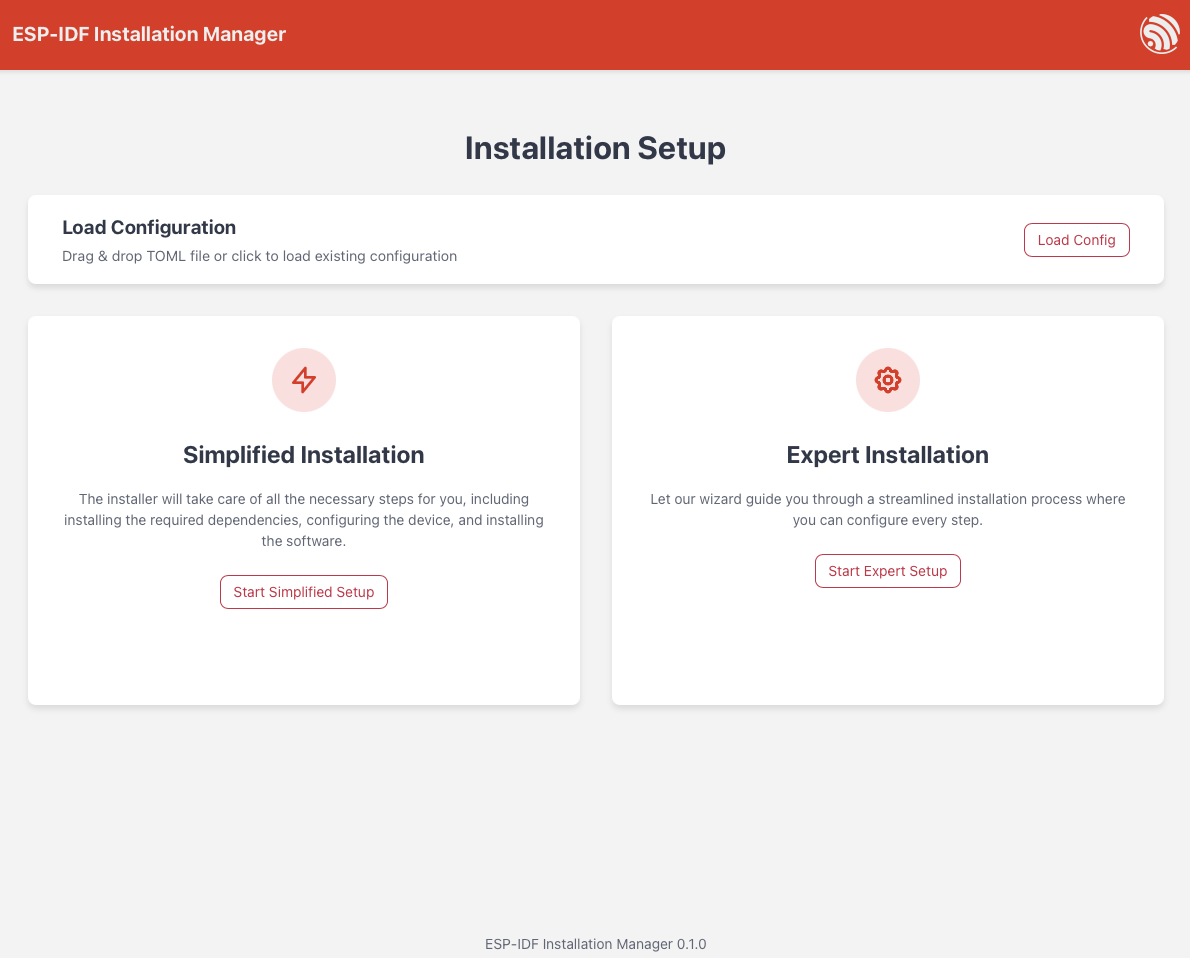 ESP-IDF Installation Manager
Installation Setup
Load Configuration
Drag & drop TOML file or click to load existing configuration
Load Config
Simplified Installation
The installer will take care of all the necessary steps for you, including
installing the required dependencies, configuring the device, and installing
the software.
Start Simplified Setup
Expert Installation
Let our wizard guide you through a streamlined installation process where
you can configure every step.
Start Expert Setup
ESP-IDF Installation Manager 0.1.0